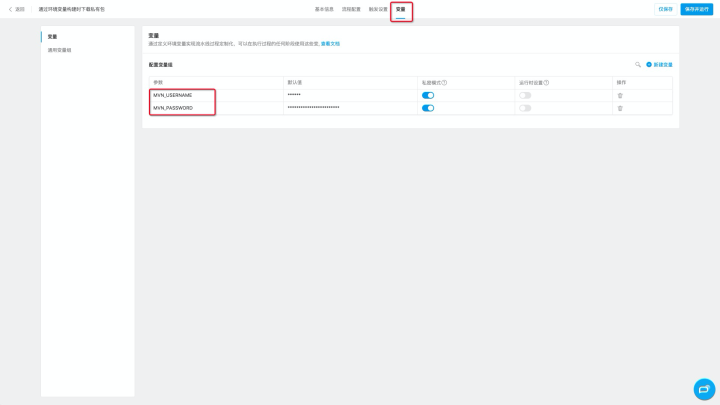 返回
通过环境变量构建时下载私有包
基本信息
流程配置
触发设置
变量
仅保存
保存并运行
变量
通用变量组
变量
通过定义环境变量实现流水线过程定制化，可以在执行过程的任何阶段使用这些变量。查看文档
配置变量组
新建变量
参数
默认值
私密模式
运行时设置
操作
MVN_USERNAME
******
MVN_PASSWORD
************************